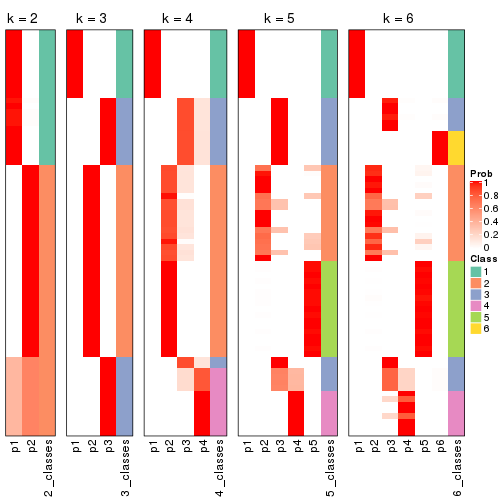 k = 2
k = 3
k = 4
k = 5
k = 6
Prob
1
0.8
0.6
0.4
0.2
0
Class
1
2
3
4
5
6
p1
p2
2_classes
p1
p2
p3
3_classes
p1
p2
p3
p4
4_classes
p1
p2
p3
p4
p5
5_classes
p1
p2
p3
p4
p5
p6
6_classes